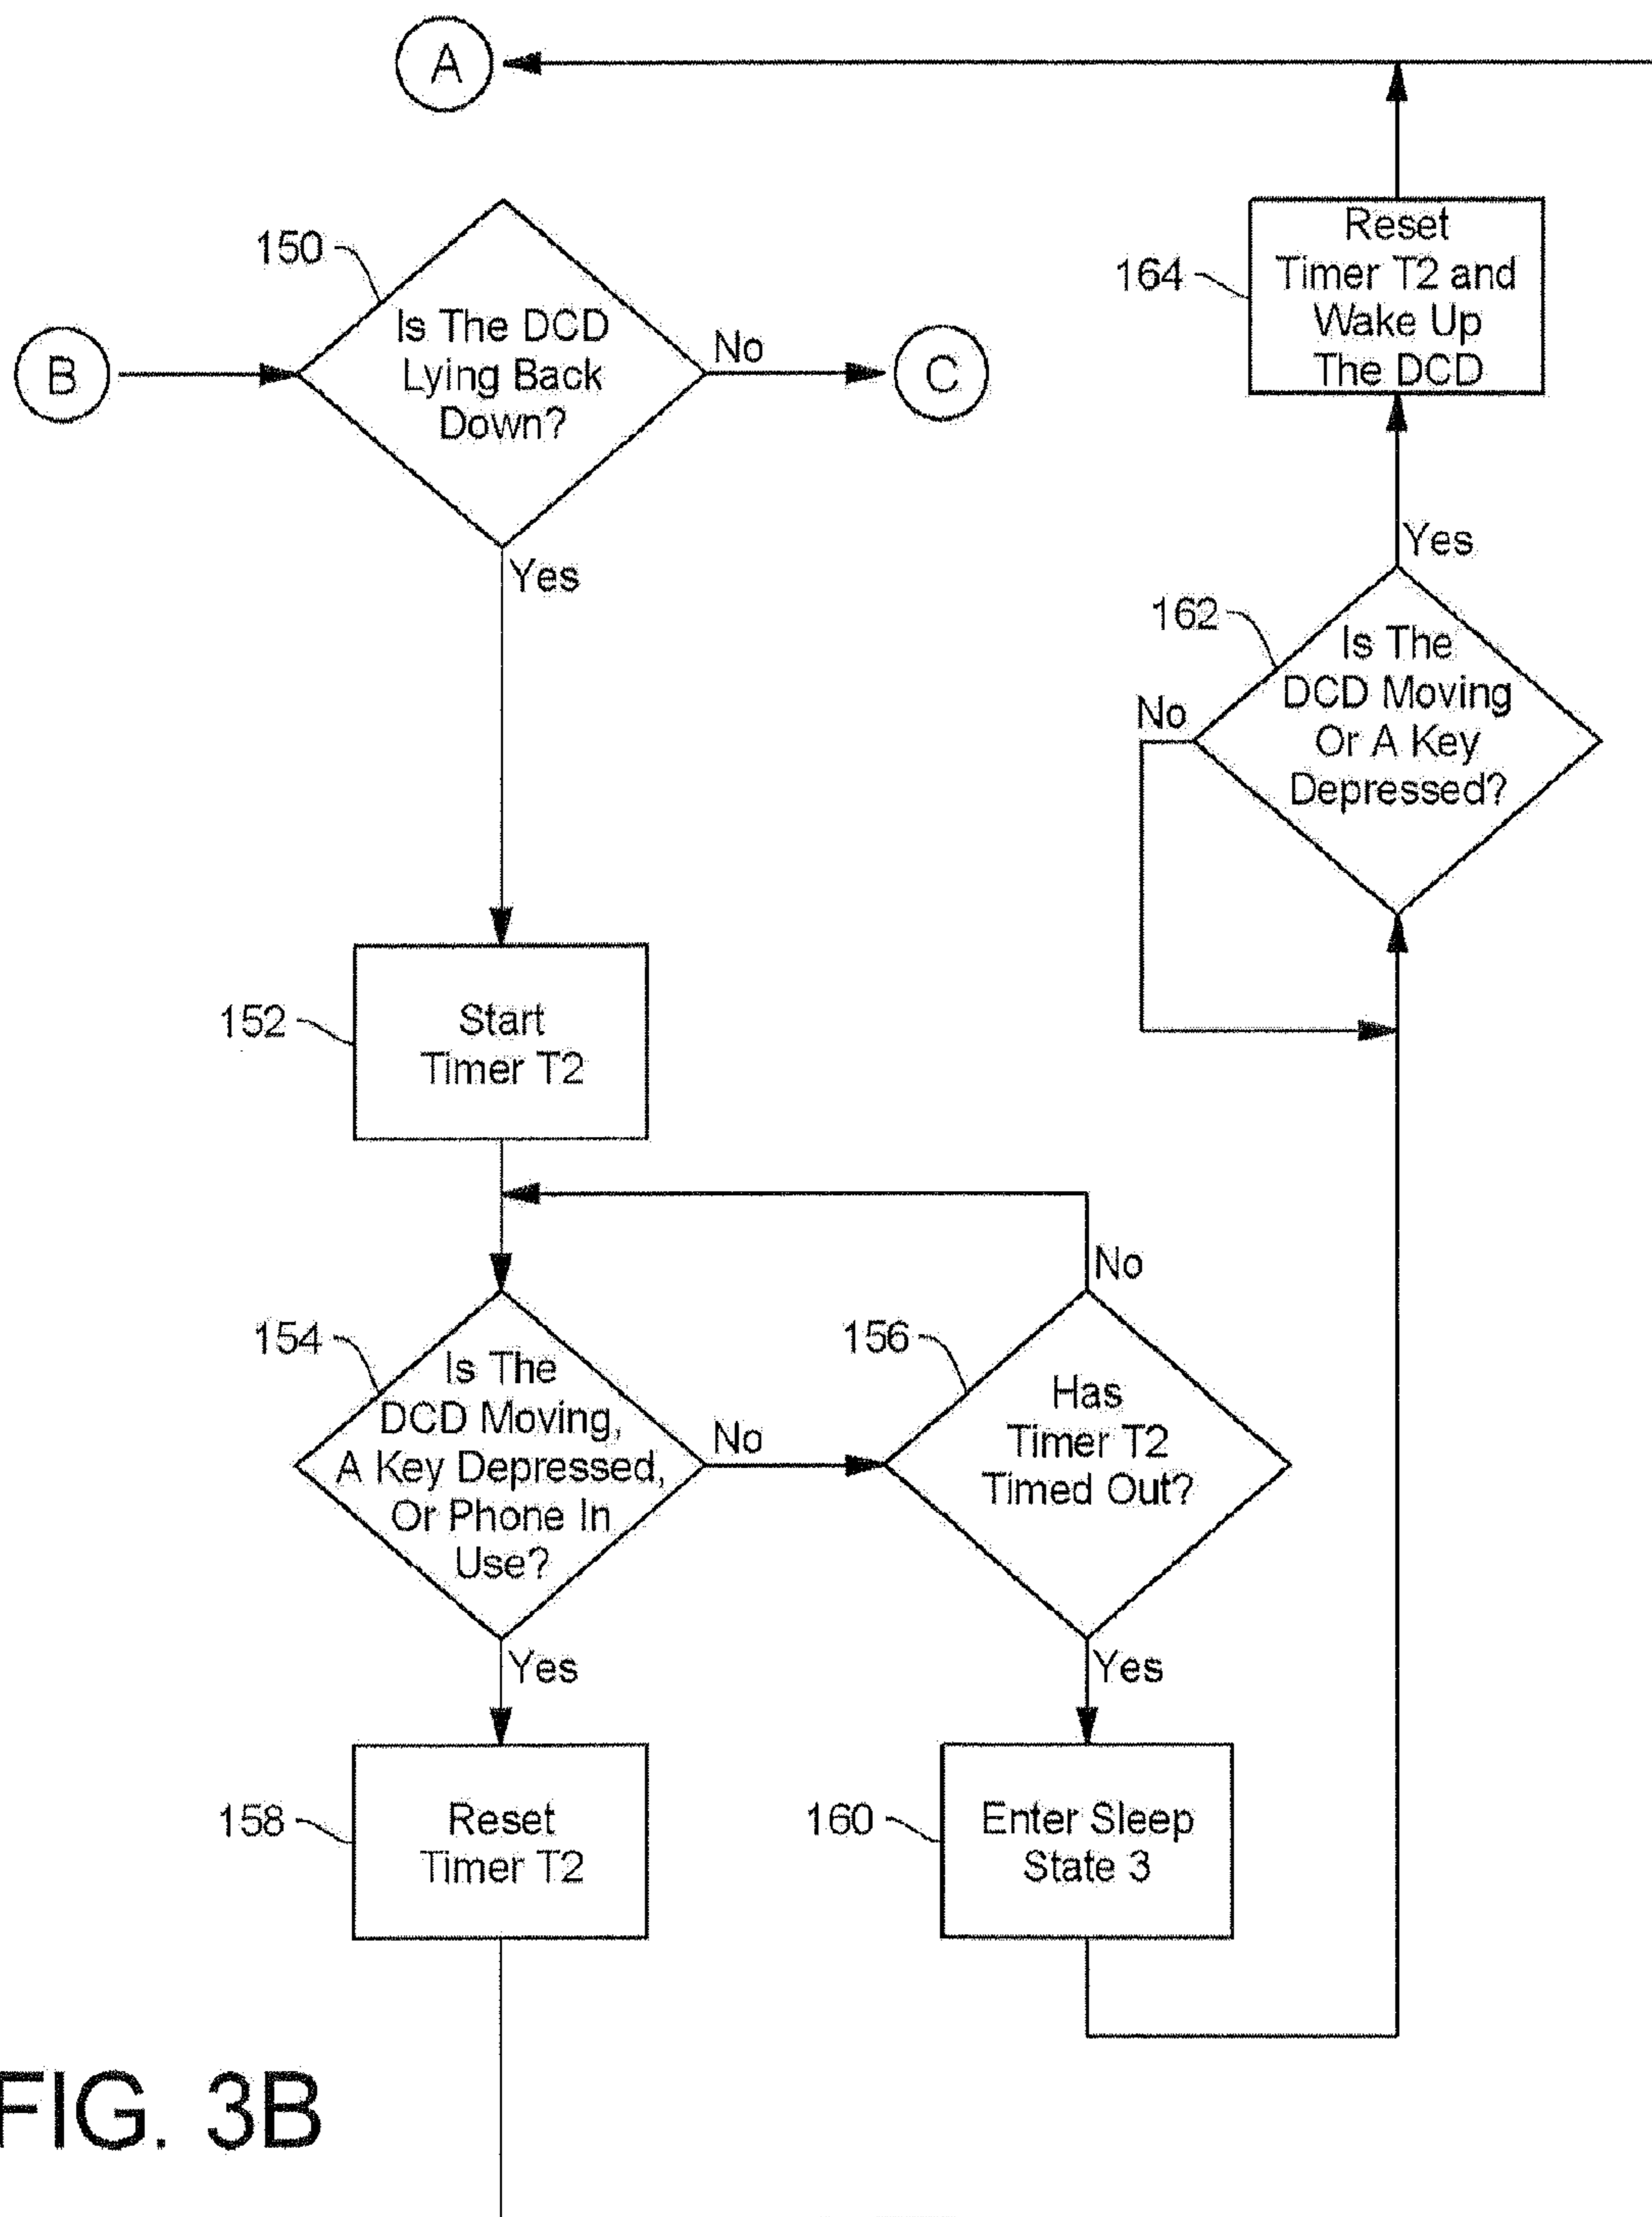 A
B
150
Is The DCD
Lying Back
Down?
No
C
Yes
164
Reset
Timer T2 and
Wake Up
The DCD
Yes
162
Is The
DCD Moving
Or A Key
Depressed?
No
152
Start
Timer T2
154
Is The
DCD Moving,
A Key Depressed,
Or Phone In
Use?
No
Yes
156
Has
Timer T2
Timed Out?
No
Yes
158
Reset
Timer T2
160
Enter Sleep
State 3
FIG. 3B